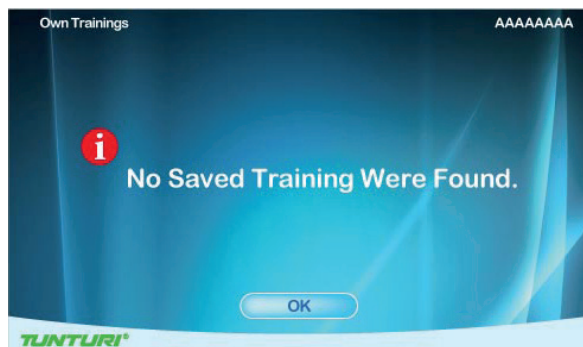 Own Trainings
AAAAAAAA
i
No Saved Training Were Found.
OK
TUNTURI®